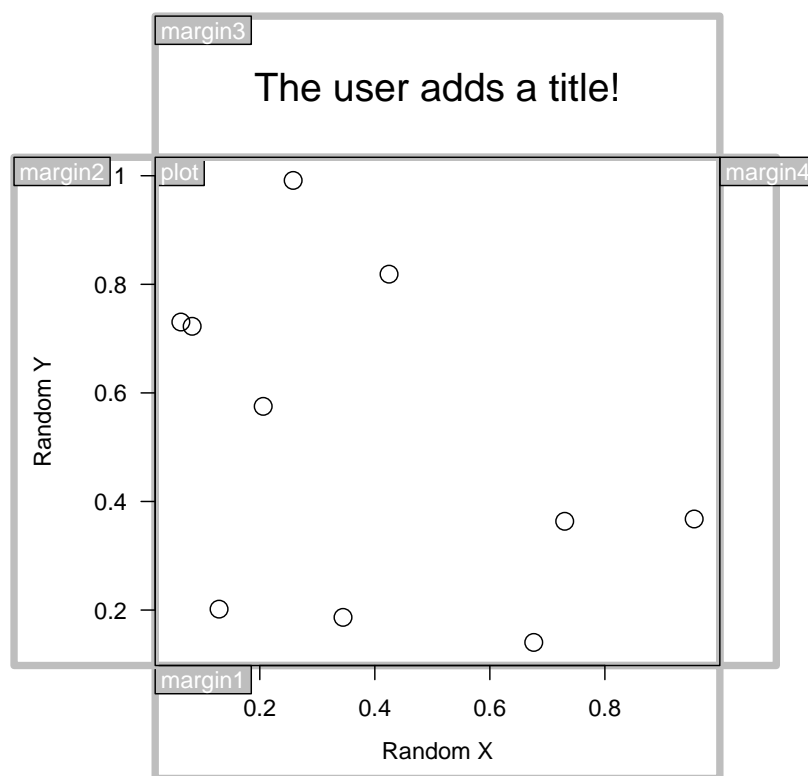 margin3
The user adds a title!
margin2
plot
margin4
1
0.8
0.6
0.4
0.2
Random Y
margin1
0.2 0.4 0.6 0.8
Random X